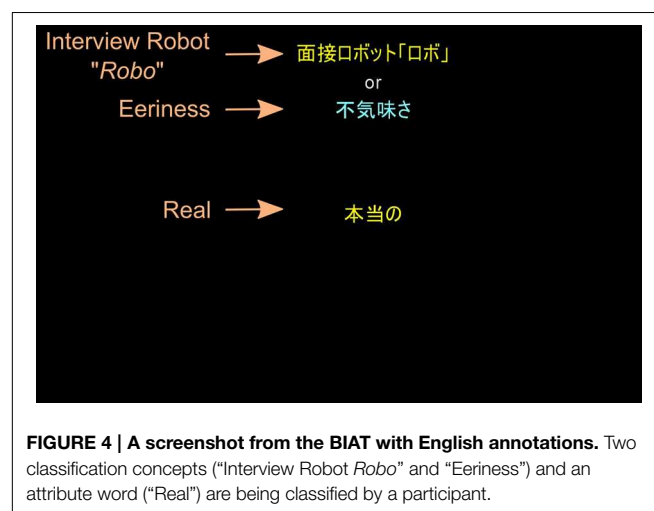 Interview Robot
"Robo"
面接ロボット「ロボ」
or
Eeriness
不気味さ
Real
本当の
FIGURE 4 | A screenshot from the BIAT with English annotations. Two
classification concepts (“Interview Robot Robo” and “Eeriness”) and an
attribute word (“Real”) are being classified by a participant.